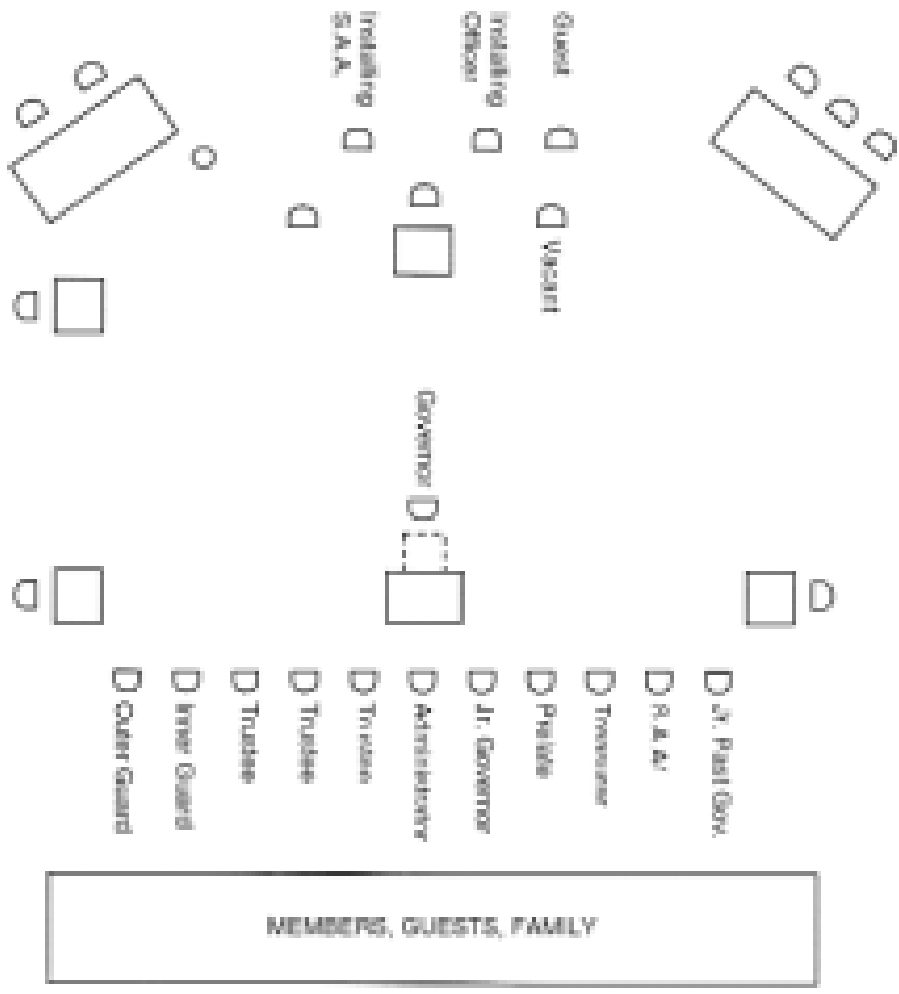 Installing
S.A.A.
Installing
Officer
Guest
Vacant
Governor
Outer Guard
Inner Guard
Trustee
Trustee
Trustee
Administrator
Jr. Governor
Prelate
Treasurer
S.A.A.
Jr. Past Gov.
MEMBERS, GUESTS, FAMILY